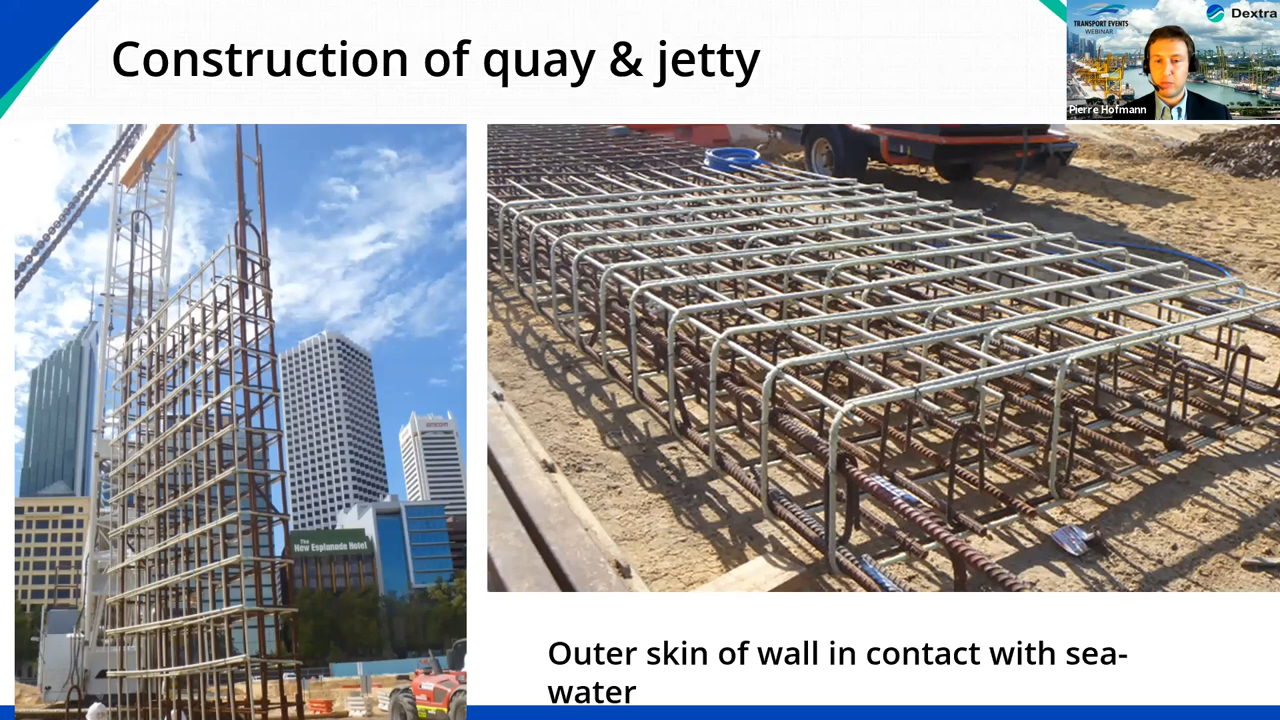 Construction of quay & jetty
TRANSPORT EVENTS
WEBINAR
Dextra
Pierre Hofmann
amcom
The
New Esplanade Hotel
Outer skin of wall in contact with sea-
water